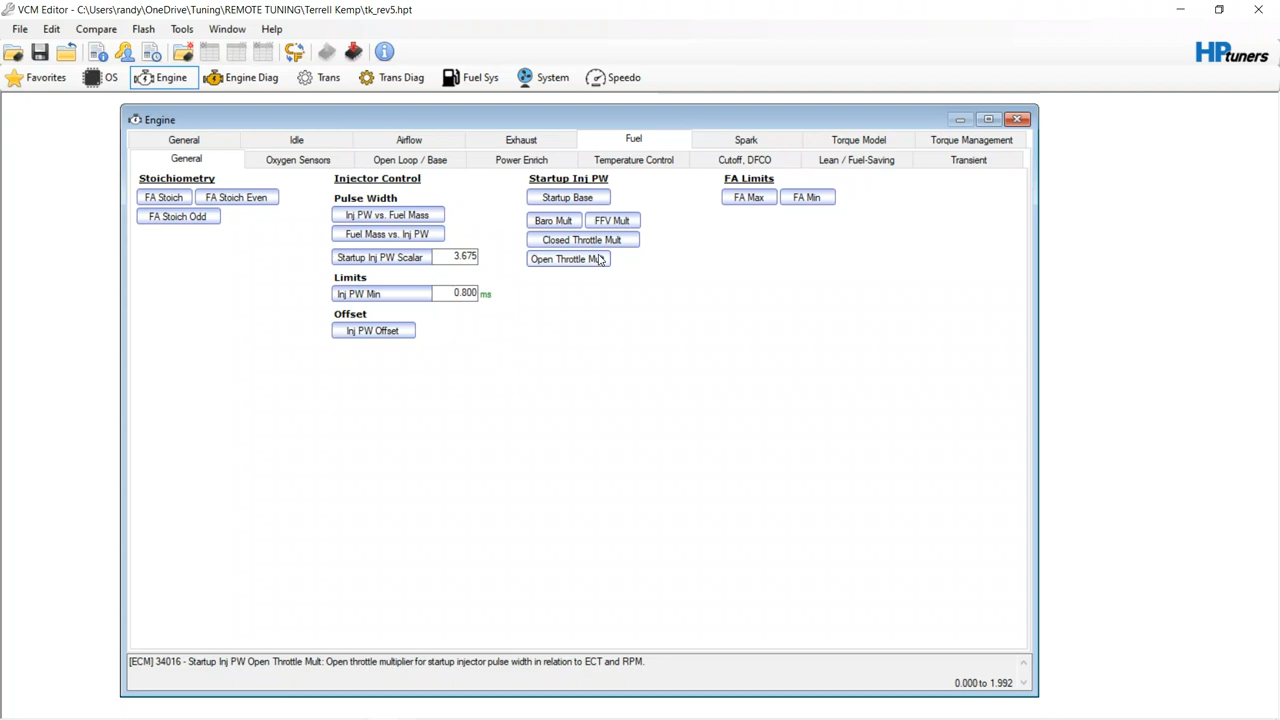 VCM Editor - C:\Users\randy\OneDrive\Tuning\REMOTE TUNING\Terrell Kemp\tk_rev5.hpt
File Edit Compare Flash Tools Window Help
HPtuners
Favorites OS Engine Engine Diag Trans Trans Diag Fuel Sys System Speedo
Engine
General Idle Airflow Exhaust Fuel Spark Torque Model Torque Management
General Oxygen Sensors Open Loop / Base Power Enrich Temperature Control Cutoff, DFCO Lean / Fuel-Saving Transient
Stoichiometry
FA Stoich FA Stoich Even
FA Stoich Odd
Injector Control
Pulse Width
Inj PW vs. Fuel Mass
Fuel Mass vs. Inj PW
Startup Inj PW Scalar 3.675
Limits
Inj PW Min 0.800 ms
Offset
Inj PW Offset
Startup Inj PW
Startup Base
Baro Mult FFV Mult
Closed Throttle Mult
Open Throttle Mult
FA Limits
FA Max FA Min
[ECM] 34016 - Startup Inj PW Open Throttle Mult: Open throttle multiplier for startup injector pulse width in relation to ECT and RPM.
0.000 to 1.992